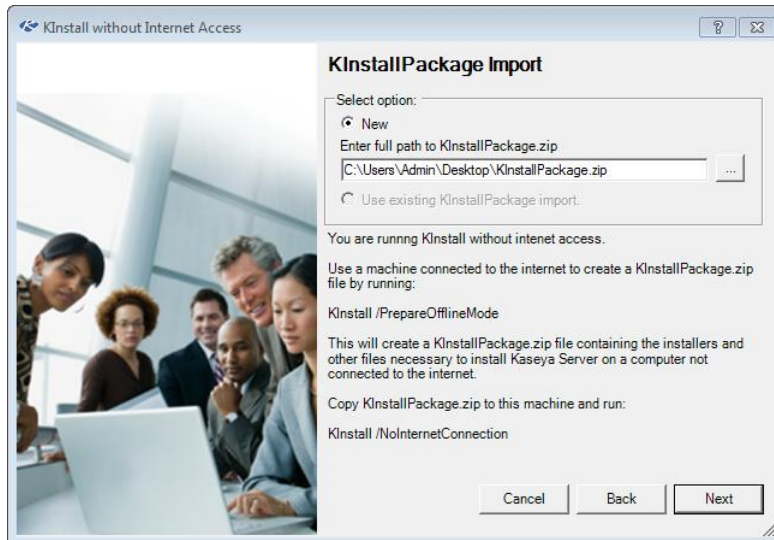 KInstall without Internet Access
KInstallPackage Import
Select option:
New
Enter full path to KInstallPackage.zip
C:\Users\Admin\Desktop\KInstallPackage.zip
...
Use existing KInstallPackage import.
You are runnng KInstall without intenet access.
Use a machine connected to the internet to create a KInstallPackage.zip
file by running:
KInstall /PrepareOfflineMode
This will create a KInstallPackage.zip file containing the installers and
other files necessary to install Kaseya Server on a computer not
connected to the internet.
Copy KInstallPackage.zip to this machine and run:
KInstall /NoInternetConnection
Cancel Back Next